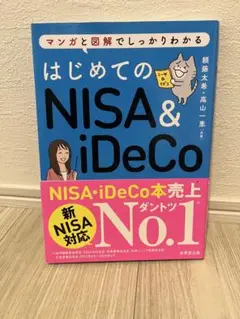 マンガと図解でしっかりわかる
はじめての
NISA&
iDeCo
頼藤太希・高山一恵
NISA・iDeCo本売上
ダントツ
No.1
新
NISA
対応